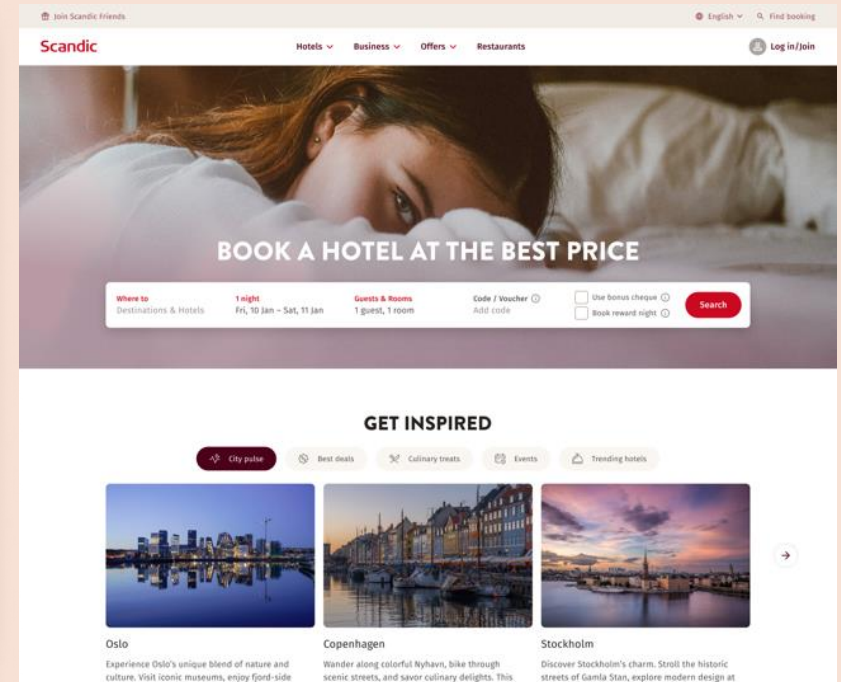 Join Scandic Friends
English
Find booking
Scandic
Hotels
Business
Offers
Restaurants
Log in/Join
BOOK A HOTEL AT THE BEST PRICE
Where to
Destinations & Hotels
1 night
Fri, 10 Jan – Sat, 11 Jan
Guests & Rooms
1 guest, 1 room
Code / Voucher
Add code
Use bonus cheque
Book reward night
Search
GET INSPIRED
City pulse
Best deals
Culinary treats
Events
Trending hotels
Oslo
Experience Oslo's unique blend of nature and
culture. Visit iconic museums, enjoy fjord-side
Copenhagen
Wander along colorful Nyhavn, bike through
scenic streets, and savor culinary delights. This
Stockholm
Discover Stockholm's charm. Stroll the historic
streets of Gamla Stan, explore modern design at